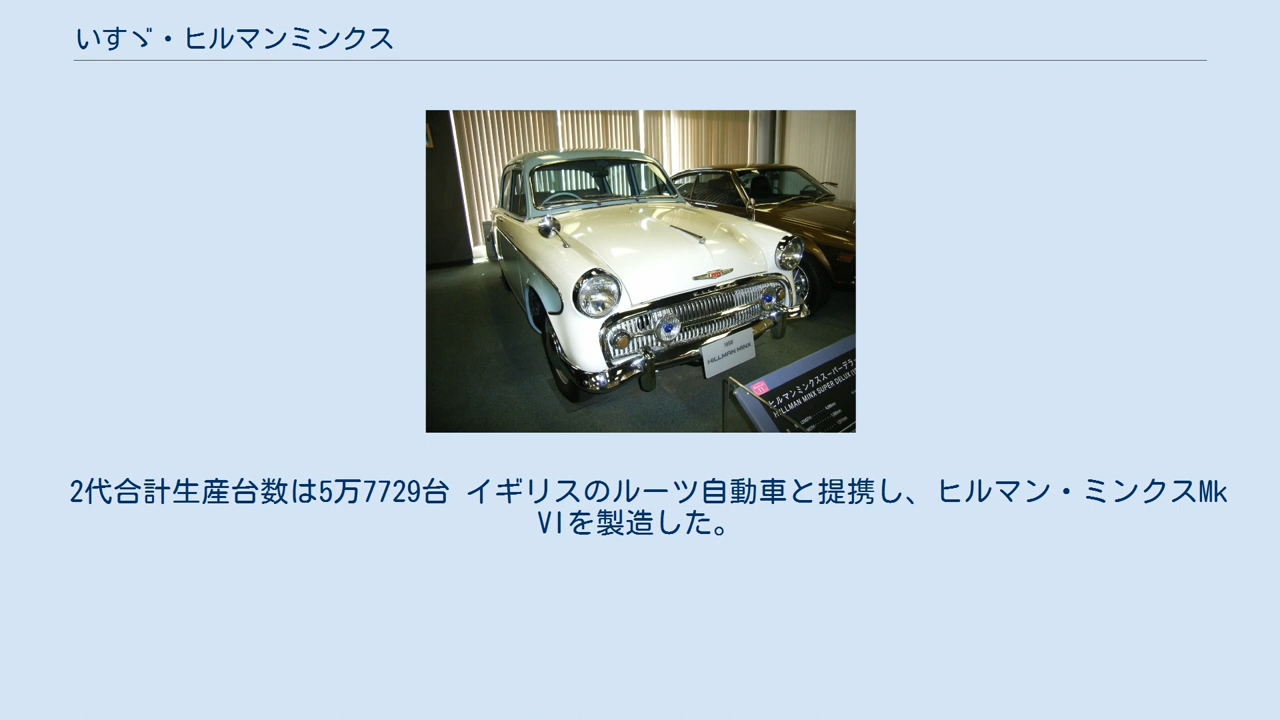 いすゞ・ヒルマンミンクス
HILLMAN MINX
ヒルマンミンクススーパーデラ
HILLMAN MINX SUPER DELUX
2代合計生産台数は5万7729台 イギリスのルーツ自動車と提携し、ヒルマン・ミンクスMk
VIを製造した。